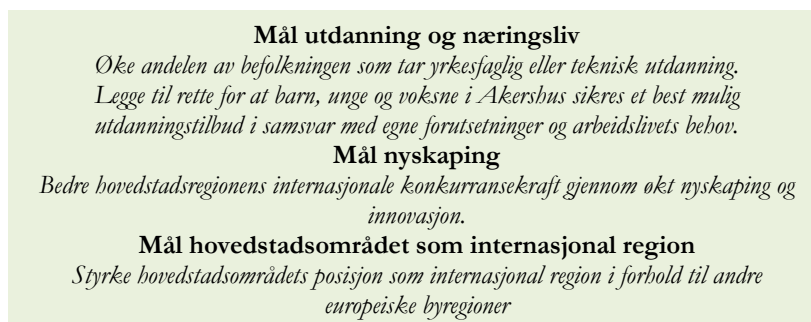 Mål utdanning og næringsliv
Øke andelen av befolkningen som tar yrkesfaglig eller teknisk utdanning.
Legge til rette for at barn, unge og voksne i Akershus sikres et best mulig
utdanningstilbud i samsvar med egne forutsetninger og arbeidslivets behov.
Mål nyskaping
Bedre hovedstadsregionens internasjonale konkurransekraft gjennom økt nyskaping og
innovasjon.
Mål hovedstadsområdet som internasjonal region
Styrke hovedstadsområdets posisjon som internasjonal region i forhold til andre
europeiske byregioner